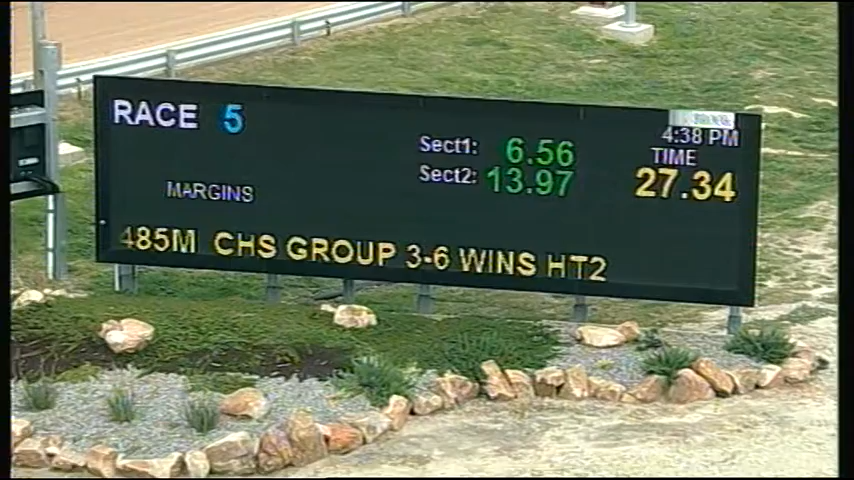 RACE 5
Sect1: 6.56
Sect2: 13.97
4:38 PM
TIME
27.34
MARGINS
485M CHS GROUP 3-6 WINS HT2